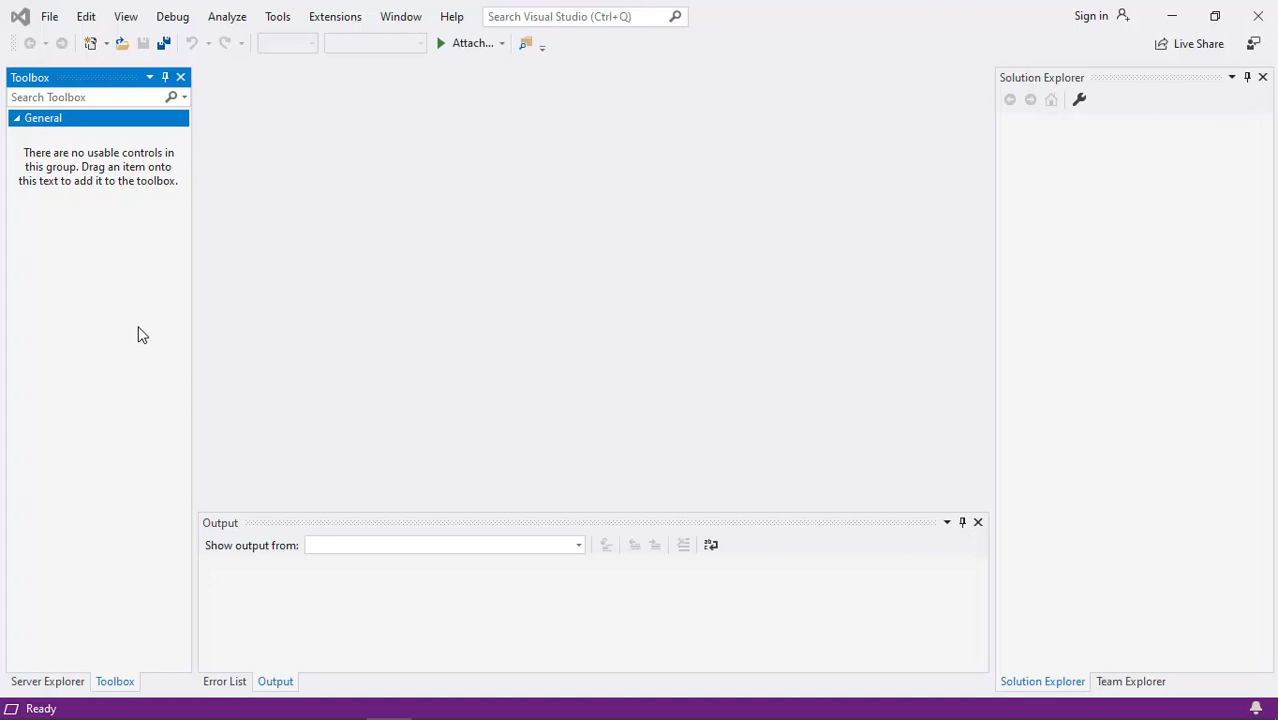 File Edit View Debug Analyze Tools Extensions Window Help Search Visual Studio (Ctrl+Q) Sign in
Attach... Live Share
Toolbox
Search Toolbox
General
There are no usable controls in
this group. Drag an item onto
this text to add it to the toolbox.
Server Explorer Toolbox
Output
Show output from:
Error List Output
Solution Explorer
Solution Explorer Team Explorer
Ready